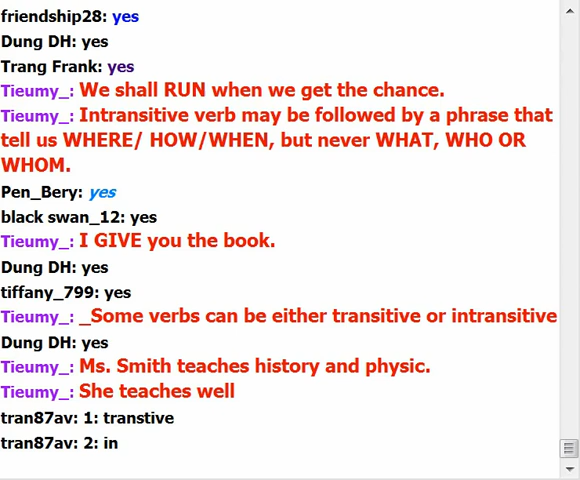 friendship28: yes
Dung DH: yes
Trang Frank: yes
Tieumy_: We shall RUN when we get the chance.
Tieumy_: Intransitive verb may be followed by a phrase that
tell us WHERE/ HOW/WHEN, but never WHAT, WHO OR
WHOM.
Pen_Bery: yes
black swan_12: yes
Tieumy_: I GIVE you the book.
Dung DH: yes
tiffany_799: yes
Tieumy_: _Some verbs can be either transitive or intransitive
Dung DH: yes
Tieumy_: Ms. Smith teaches history and physic.
Tieumy_: She teaches well
tran87av: 1: transtive
tran87av: 2: in